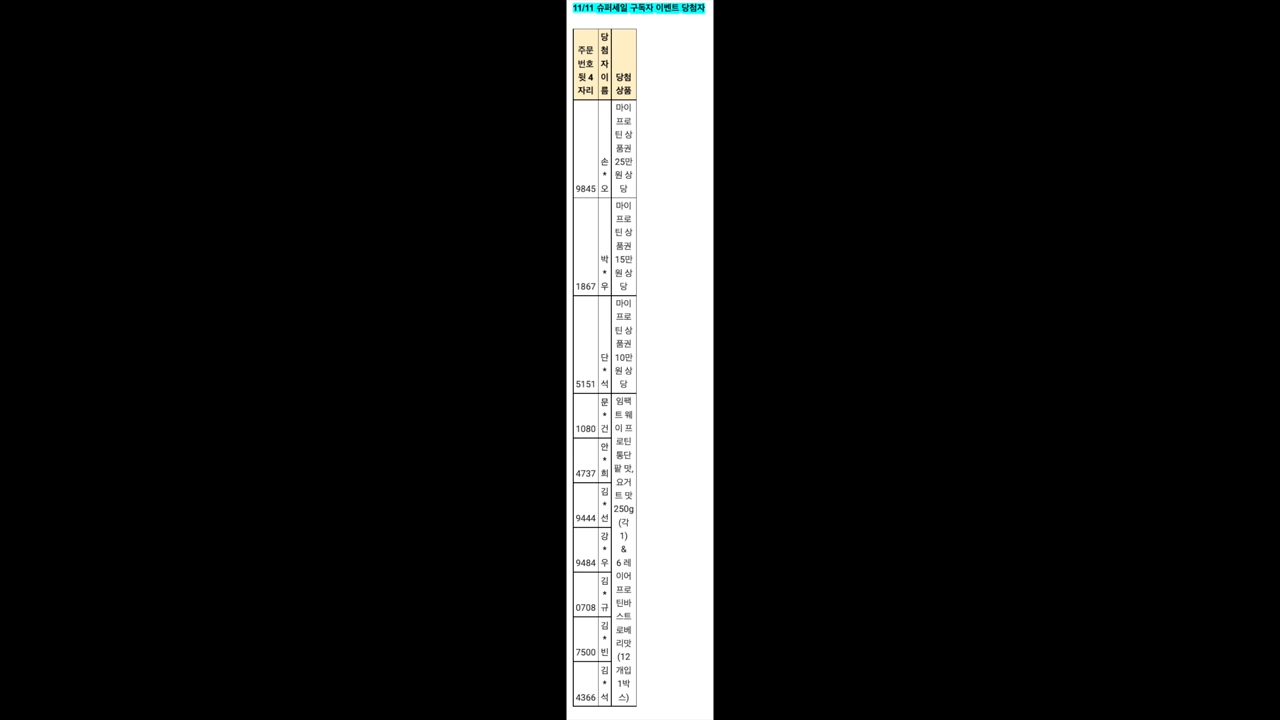 11/11 슈퍼세일 구독자 이벤트 당첨자
주문
번호
뒷 4
자리
당
첨
자
이
름
당첨
상품
9845
손
*
오
마이
프로
틴 상
품권
25만
원 상
당
1867
박
*
우
마이
프로
틴 상
품권
15만
원 상
당
5151
단
*
석
마이
프로
틴 상
품권
10만
원 상
당
1080
문
*
건
4737
안
*
희
9444
김
*
선
9484
강
*
우
0708
김
*
규
7500
김
*
빈
4366
김
*
석
임팩
트 웨
이 프
로틴
통단
팥 맛,
요거
트 맛
250g
(각
1)
&
6 레
이어
프로
틴바
스트
로베
리맛
(12
개입
1박
스)